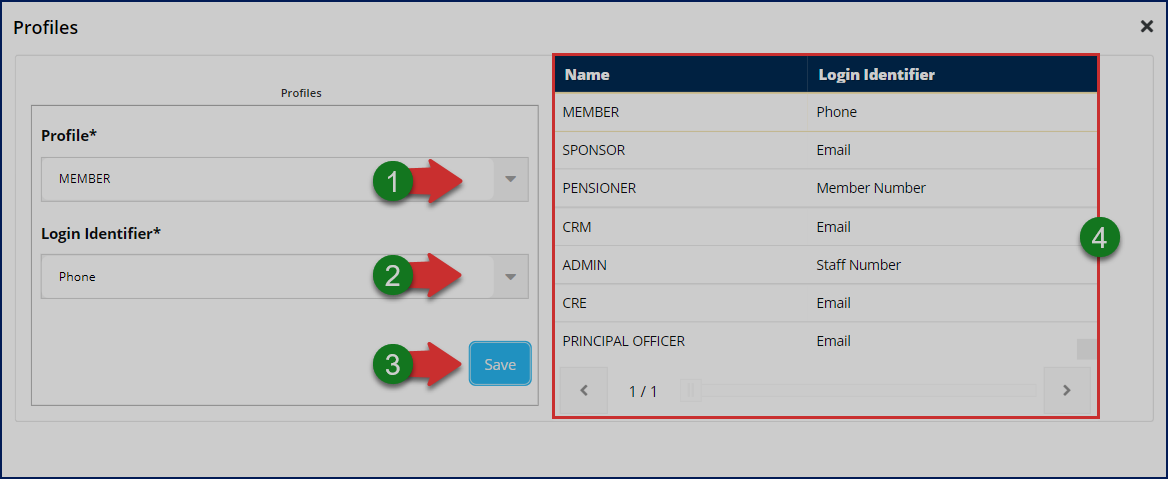 Profiles
Profiles
Profile*
MEMBER
1
Login Identifier*
Phone
2
3
Save
Name Login Identifier
MEMBER Phone
SPONSOR Email
PENSIONER Member Number
CRM Email
4
ADMIN Staff Number
CRE Email
PRINCIPAL OFFICER Email
1 / 1